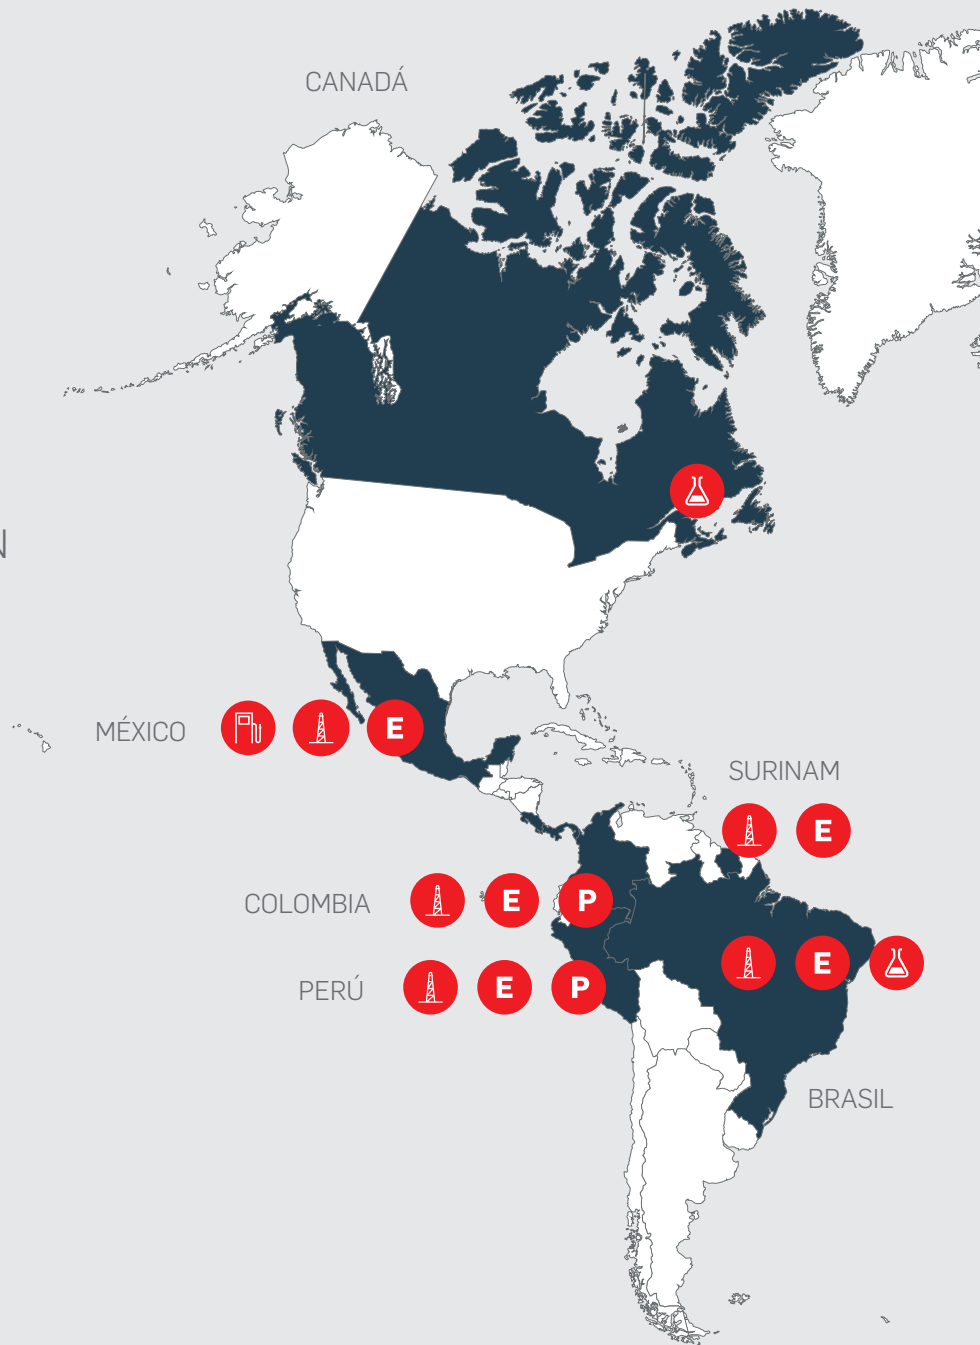 CANADÁ
N
MÉXICO E
SURINAM
E
COLOMBIA E P
E
PERÚ E P
BRASIL